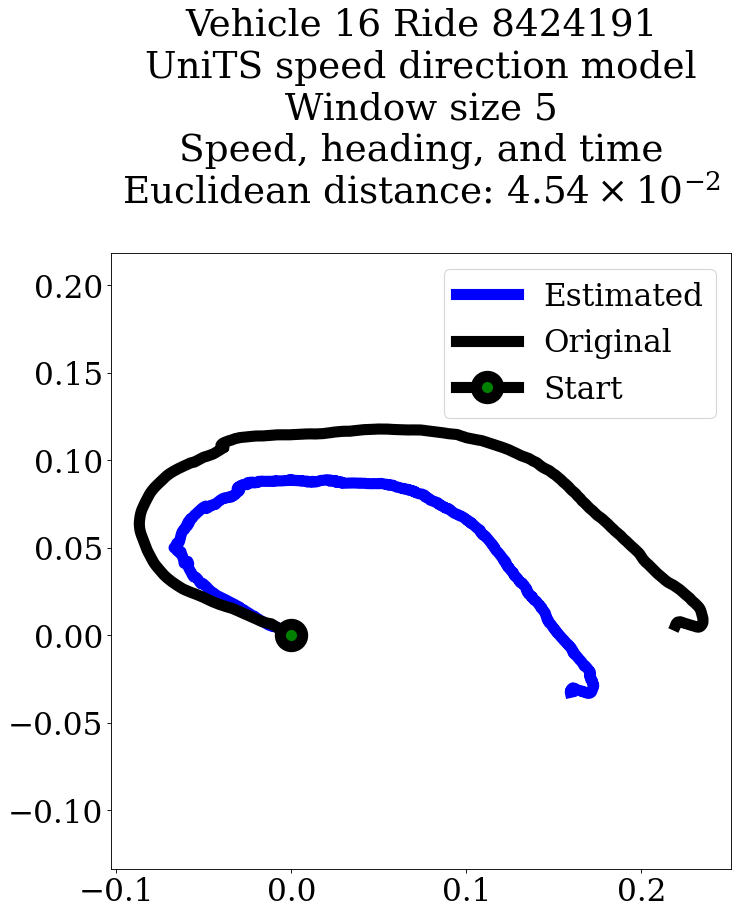 Vehicle 16 Ride 8424191
UniTS speed direction model
Window size 5
Speed, heading, and time
Euclidean distance: 4.54 × 10⁻²
Estimated
Original
Start
0.20
0.15
0.10
0.05
0.00
−0.05
−0.10
−0.1 0.0 0.1 0.2